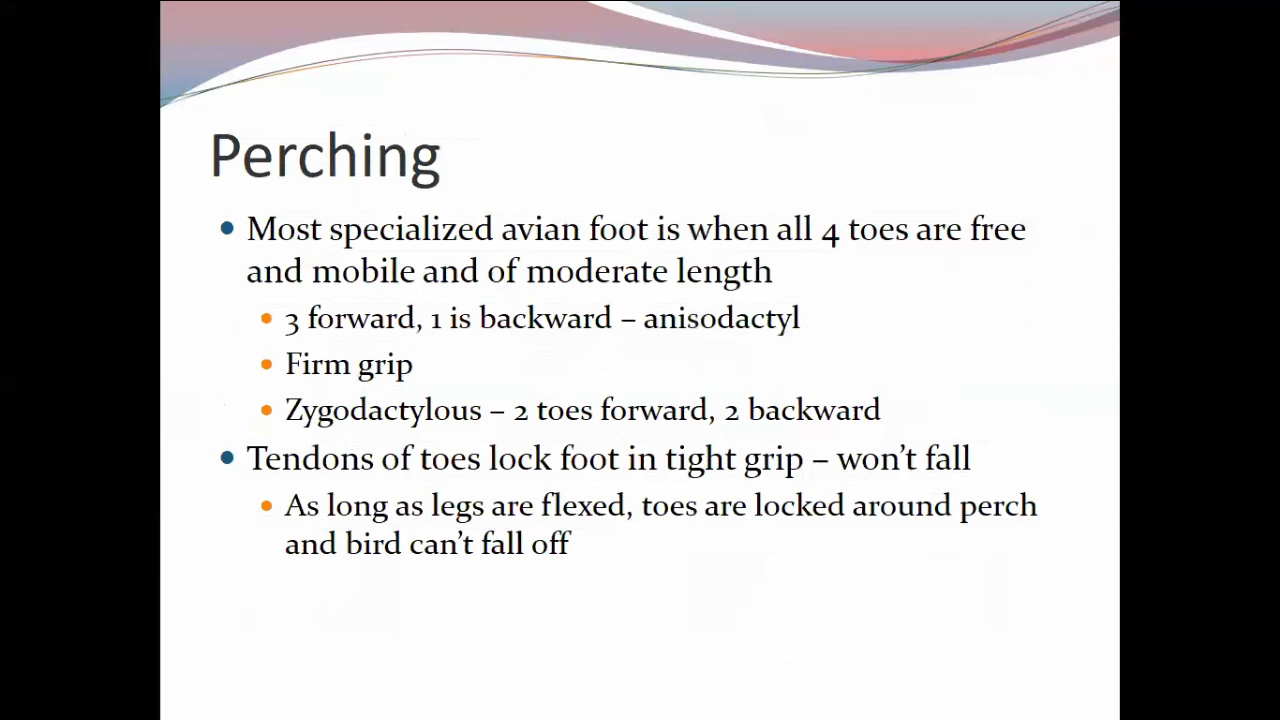 Perching
• Most specialized avian foot is when all 4 toes are free
and mobile and of moderate length
• 3 forward, 1 is backward – anisodactyl
• Firm grip
• Zygodactylous – 2 toes forward, 2 backward
• Tendons of toes lock foot in tight grip – won’t fall
• As long as legs are flexed, toes are locked around perch
and bird can’t fall off